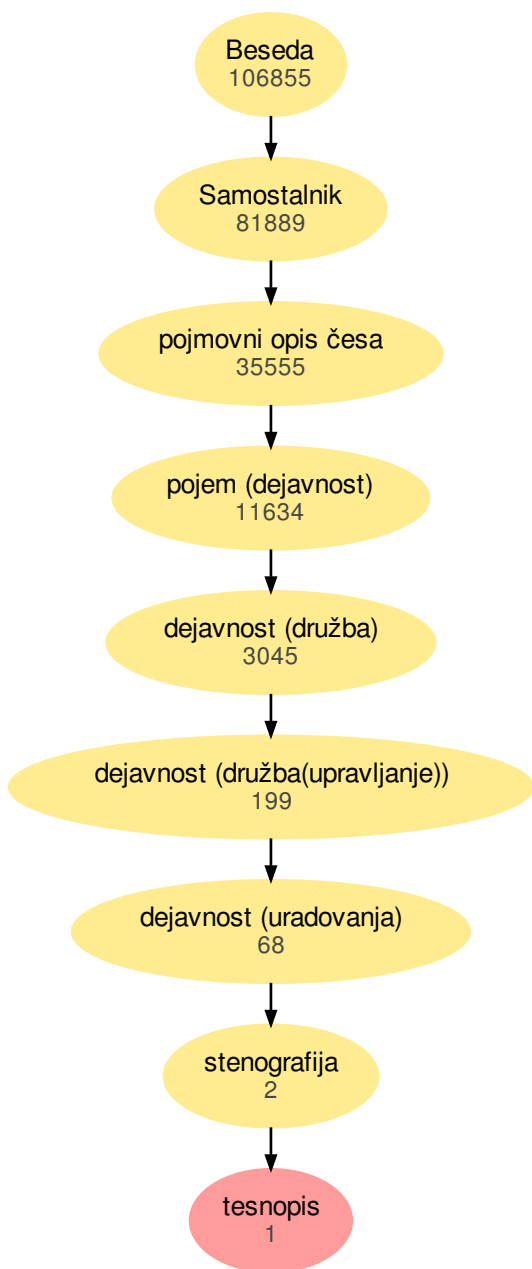 Beseda
106855
Samostalnik
81889
pojmovni opis česa
35555
pojem (dejavnost)
11634
dejavnost (družba)
3045
dejavnost (družba(upravljanje))
199
dejavnost (uradovanja)
68
stenografija
2
tesnopis
1